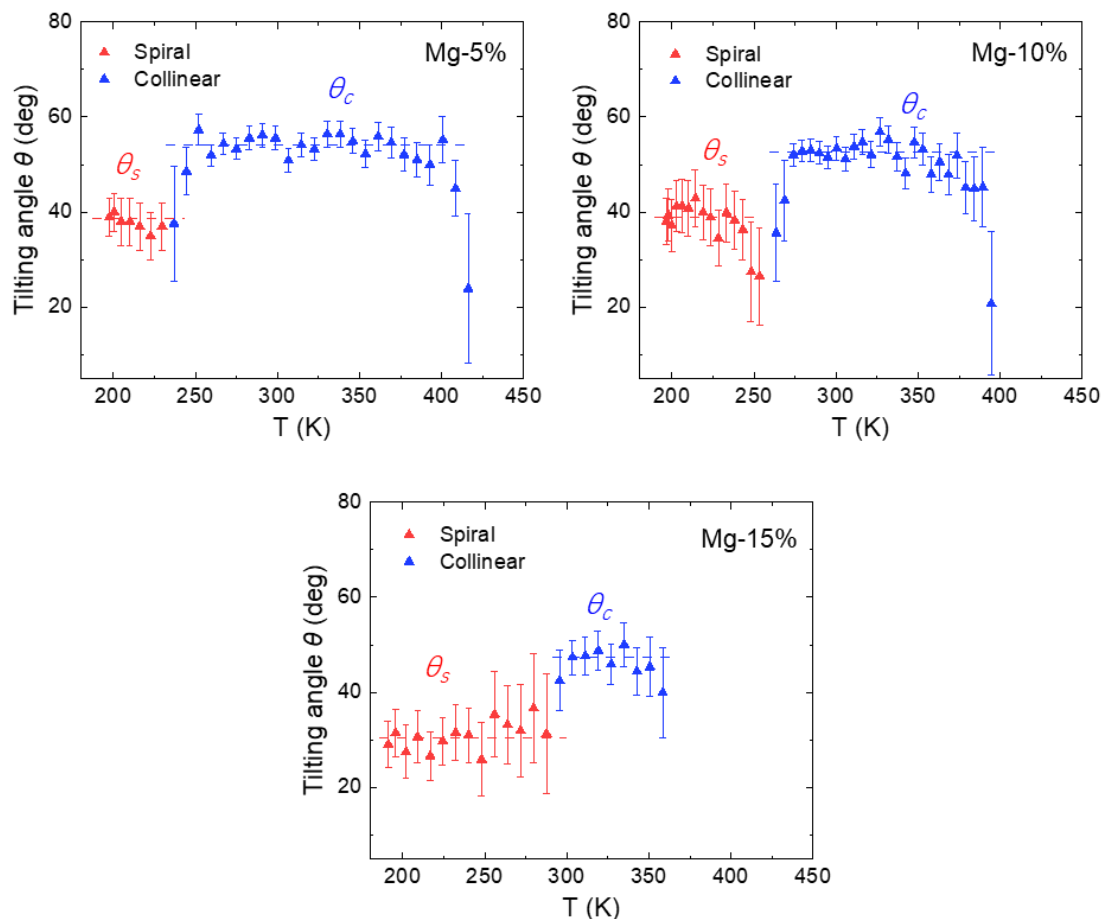 80
60
40
20
200
250
300
350
400
450
Tilting angle θ (deg)
T (K)
Spiral
Collinear
Mg-5%
θs
θc
80
60
40
20
200
250
300
350
400
450
Tilting angle θ (deg)
T (K)
Spiral
Collinear
Mg-10%
θs
θc
80
60
40
20
200
250
300
350
400
450
Tilting angle θ (deg)
T (K)
Spiral
Collinear
Mg-15%
θs
θc